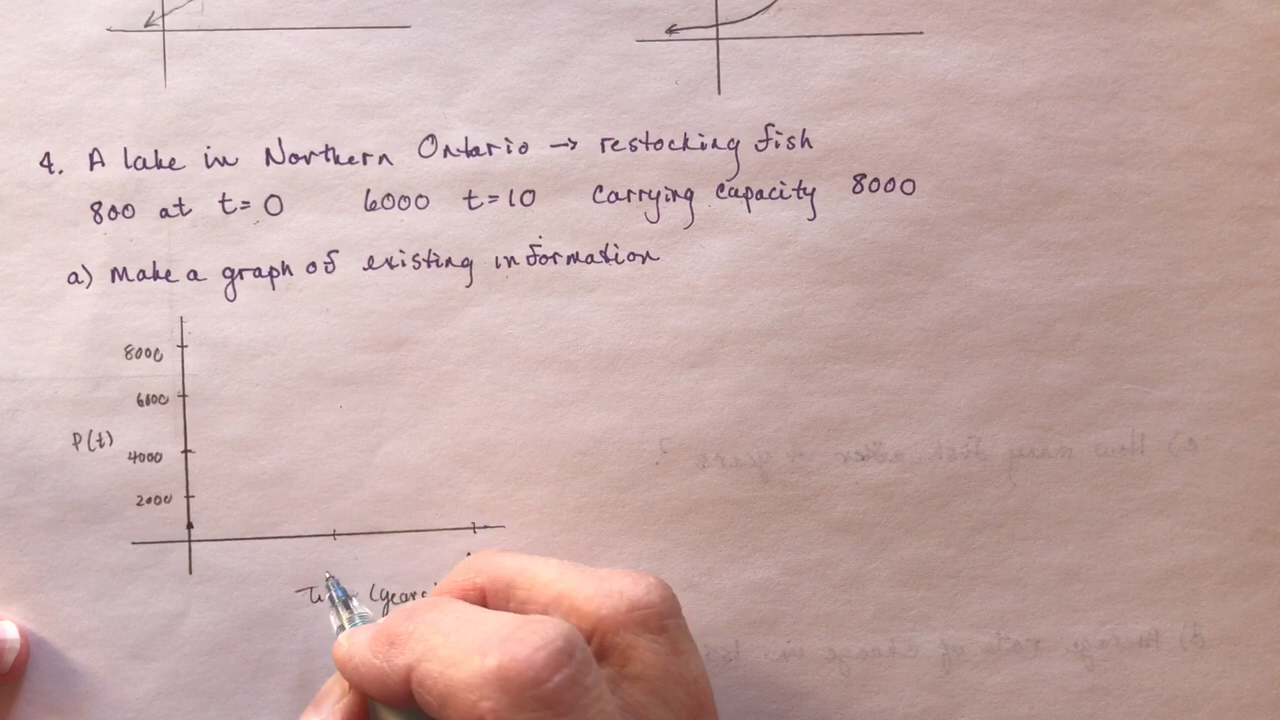 4. A lake in Northern Ontario → restocking fish
800 at t=0 6000 t=10 carrying capacity 8000
a) Make a graph of existing information
8000
6000
P(t)
4000
2000
(years